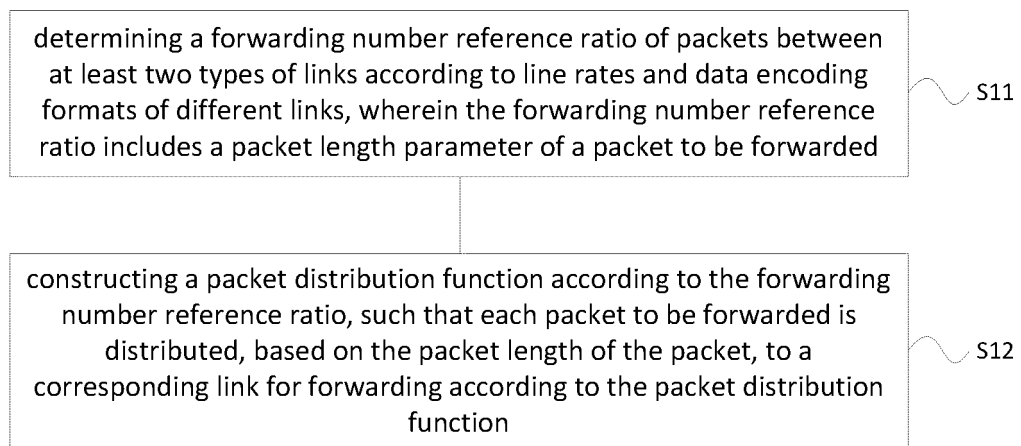 determining a forwarding number reference ratio of packets between
at least two types of links according to line rates and data encoding
formats of different links, wherein the forwarding number reference
ratio includes a packet length parameter of a packet to be forwarded
S11
constructing a packet distribution function according to the forwarding
number reference ratio, such that each packet to be forwarded is
distributed, based on the packet length of the packet, to a
corresponding link for forwarding according to the packet distribution
function
S12